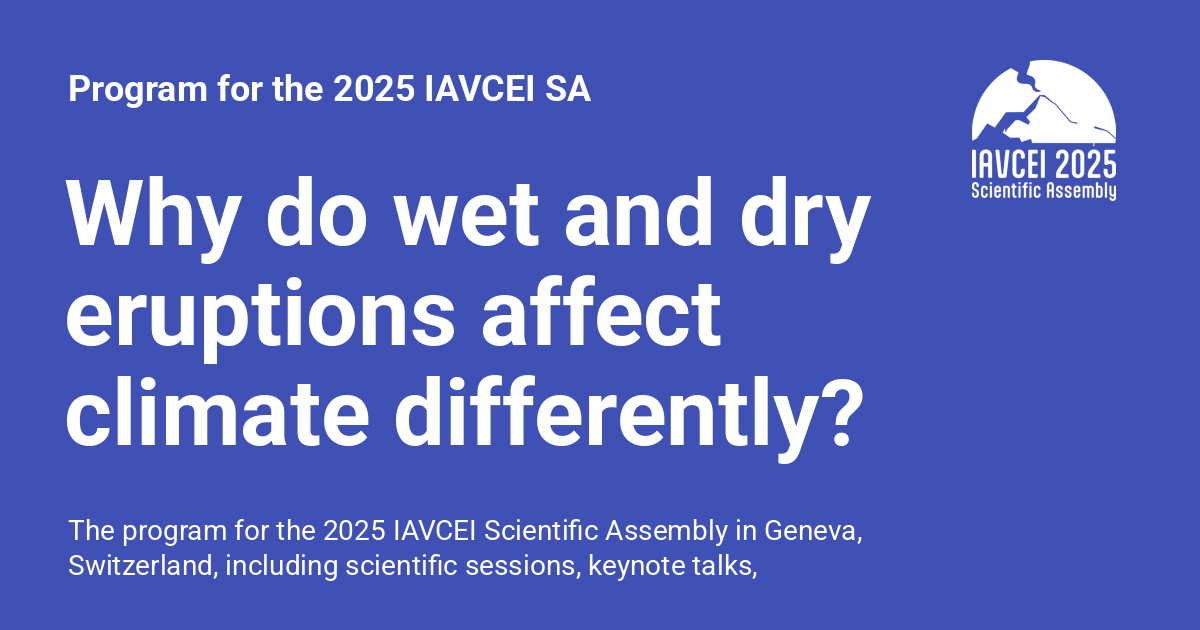 Program for the 2025 IAVCEI SA
IAVCEI 2025
Scientific Assembly
Why do wet and dry
eruptions affect
climate differently?
The program for the 2025 IAVCEI Scientific Assembly in Geneva,
Switzerland, including scientific sessions, keynote talks,